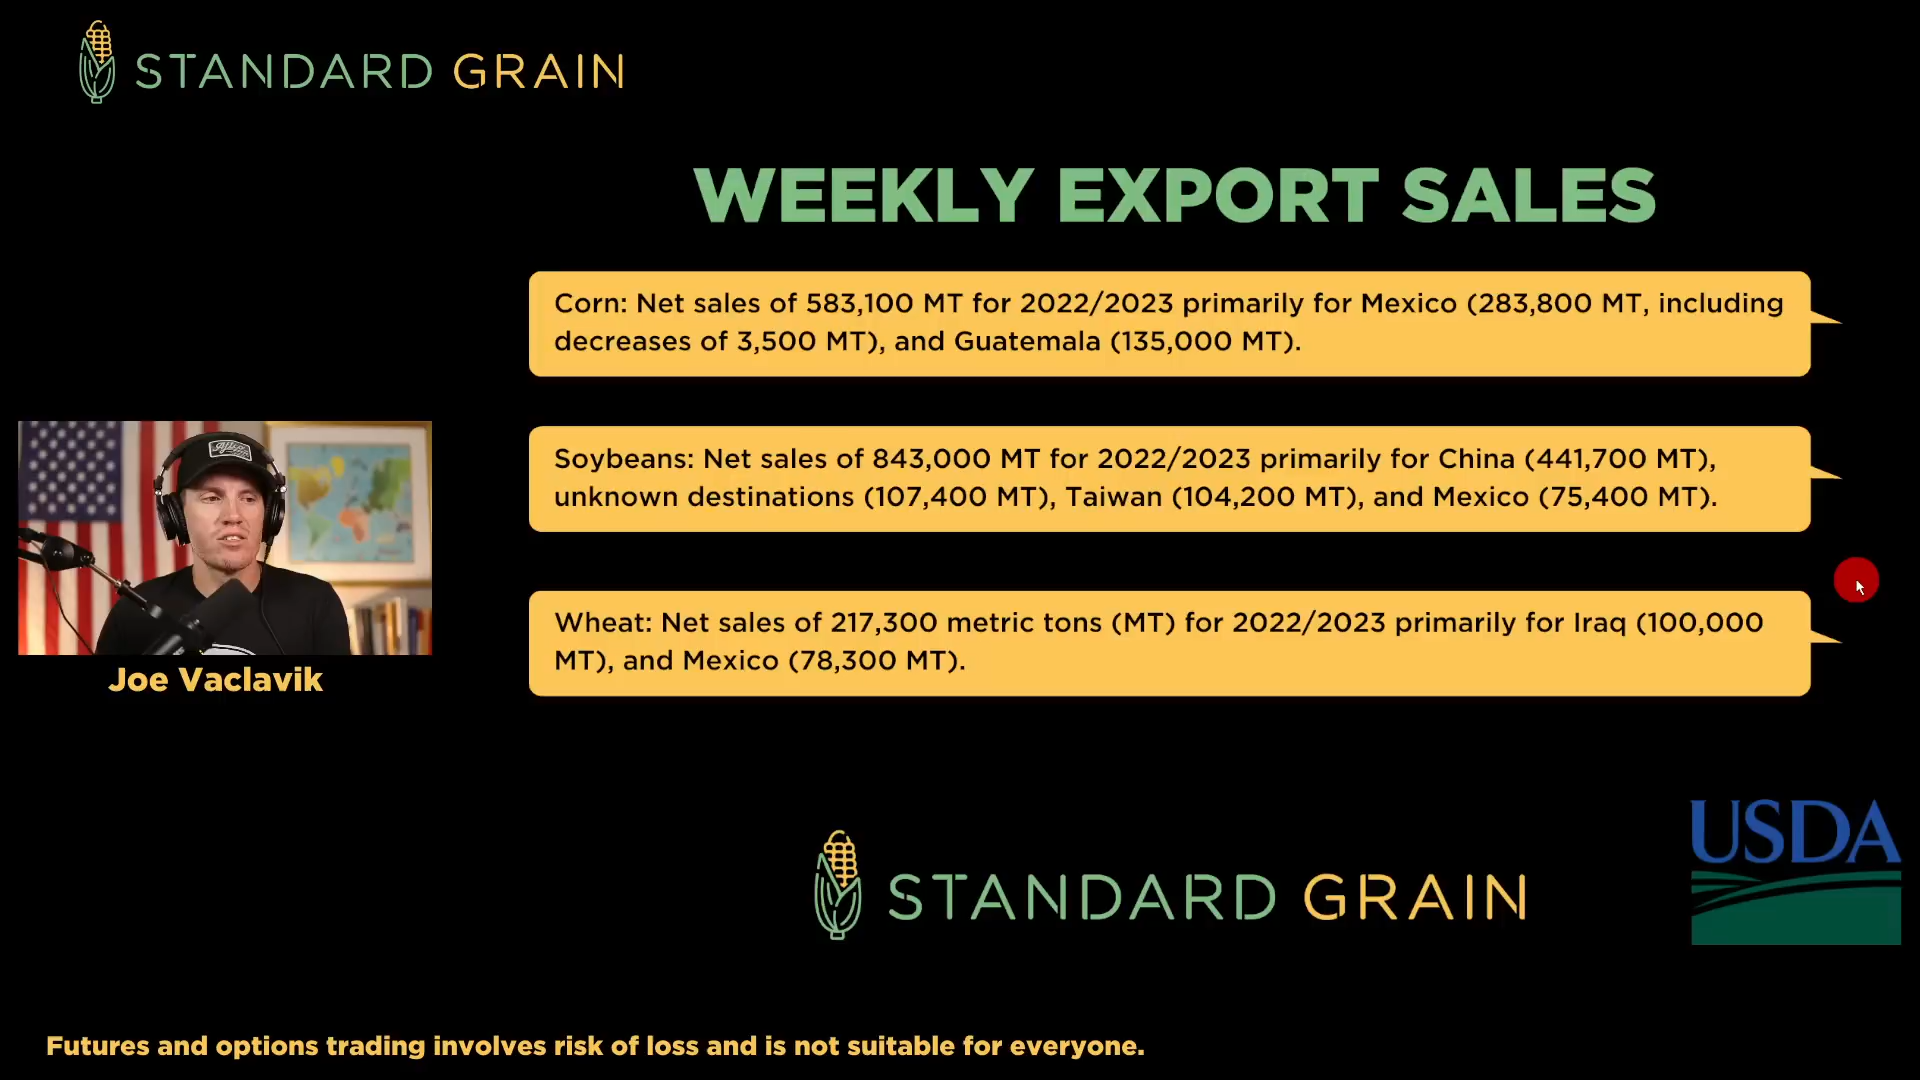 STANDARD GRAIN
WEEKLY EXPORT SALES
Corn: Net sales of 583,100 MT for 2022/2023 primarily for Mexico (283,800 MT, including
decreases of 3,500 MT), and Guatemala (135,000 MT).
Soybeans: Net sales of 843,000 MT for 2022/2023 primarily for China (441,700 MT),
unknown destinations (107,400 MT), Taiwan (104,200 MT), and Mexico (75,400 MT).
Wheat: Net sales of 217,300 metric tons (MT) for 2022/2023 primarily for Iraq (100,000
MT), and Mexico (78,300 MT).
Joe Vaclavik
USDA
STANDARD GRAIN
Futures and options trading involves risk of loss and is not suitable for everyone.